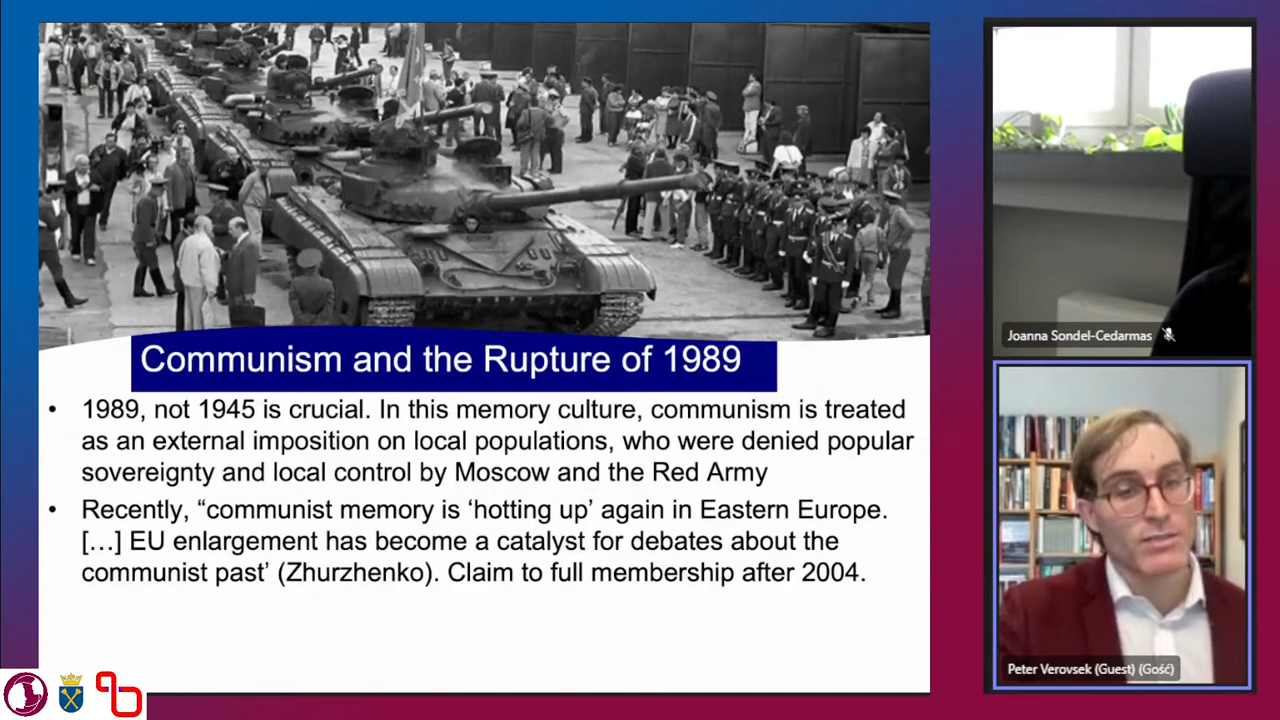 Communism and the Rupture of 1989
• 1989, not 1945 is crucial. In this memory culture, communism is treated
as an external imposition on local populations, who were denied popular
sovereignty and local control by Moscow and the Red Army
• Recently, “communist memory is ‘hotting up’ again in Eastern Europe.
[…] EU enlargement has become a catalyst for debates about the
communist past’ (Zhurzhenko). Claim to full membership after 2004.
Joanna Sondel-Cedarmas
Peter Verovsek (Guest) (Gość)